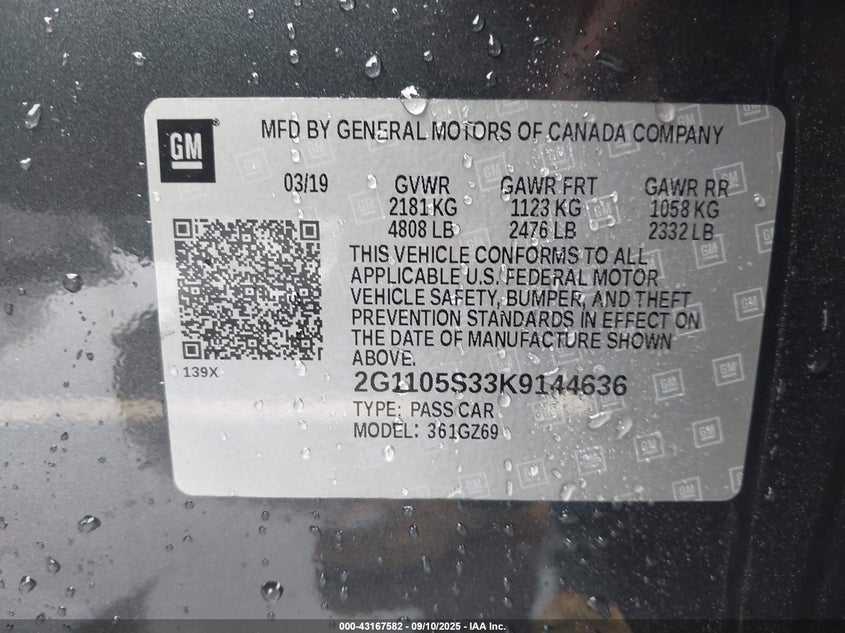 GM
MFD BY GENERAL MOTORS OF CANADA COMPANY
03/19 GVWR GAWR FRT GAWR RR
2181 KG 1123 KG 1058 KG
4808 LB 2476 LB 2332 LB
THIS VEHICLE CONFORMS TO ALL
APPLICABLE U.S. FEDERAL MOTOR
VEHICLE SAFETY, BUMPER, AND THEFT
PREVENTION STANDARDS IN EFFECT ON
THE DATE OF MANUFACTURE SHOWN
ABOVE.
139X
2G1105S33K9144636
TYPE: PASS CAR
MODEL: 361GZ69
000-43167582 - 09/10/2025 - IAA Inc.